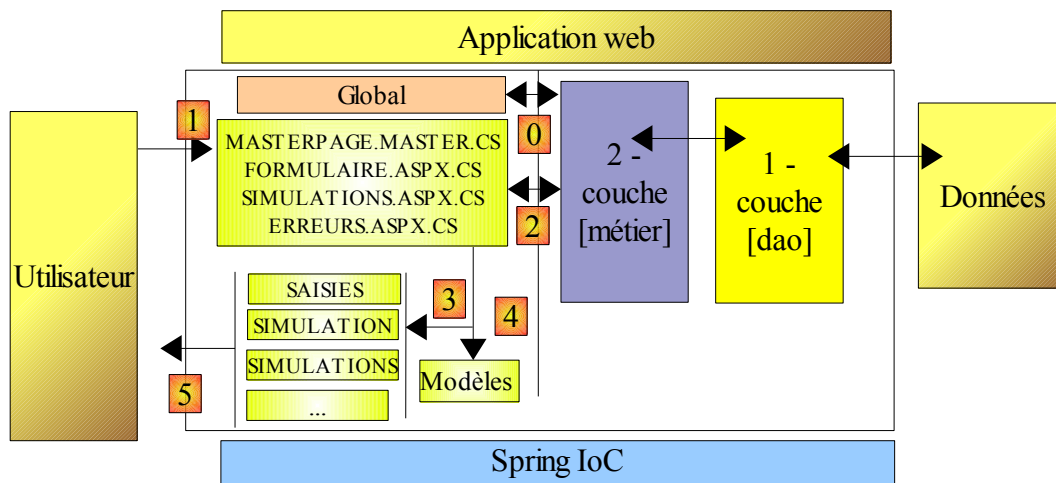 Application web
Global
1
0
MASTERPAGE.MASTER.CS
FORMULAIRE.ASPX.CS
SIMULATIONS.ASPX.CS
ERREURS.ASPX.CS
2
2 -
couche
[métier]
1 -
couche
[dao]
Données
Utilisateur
SAISIES
SIMULATION
SIMULATIONS
...
3
4
Modèles
5
Spring IoC